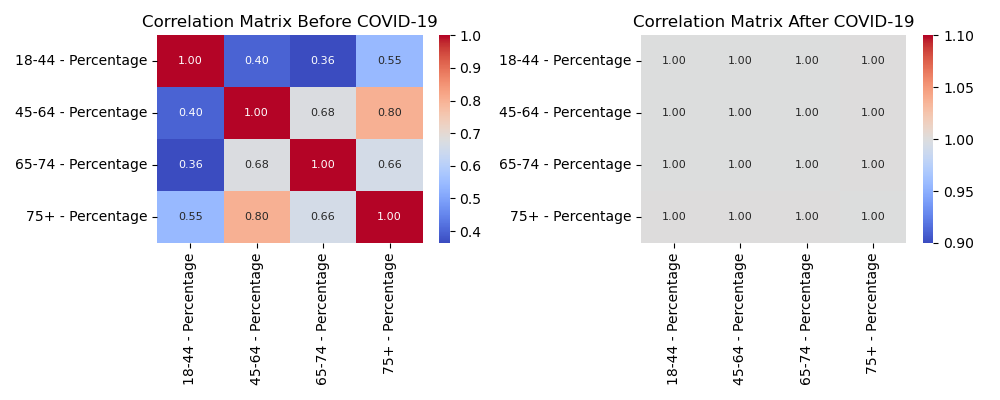 Correlation Matrix Before COVID-19
18-44 - Percentage 1.00 0.40 0.36 0.55
45-64 - Percentage 0.40 1.00 0.68 0.80
65-74 - Percentage 0.36 0.68 1.00 0.66
75+ - Percentage 0.55 0.80 0.66 1.00
18-44 - Percentage
45-64 - Percentage
65-74 - Percentage
75+ - Percentage
1.0
0.9
0.8
0.7
0.6
0.5
0.4
Correlation Matrix After COVID-19
18-44 - Percentage 1.00 1.00 1.00 1.00
45-64 - Percentage 1.00 1.00 1.00 1.00
65-74 - Percentage 1.00 1.00 1.00 1.00
75+ - Percentage 1.00 1.00 1.00 1.00
18-44 - Percentage
45-64 - Percentage
65-74 - Percentage
75+ - Percentage
1.10
1.05
1.00
0.95
0.90